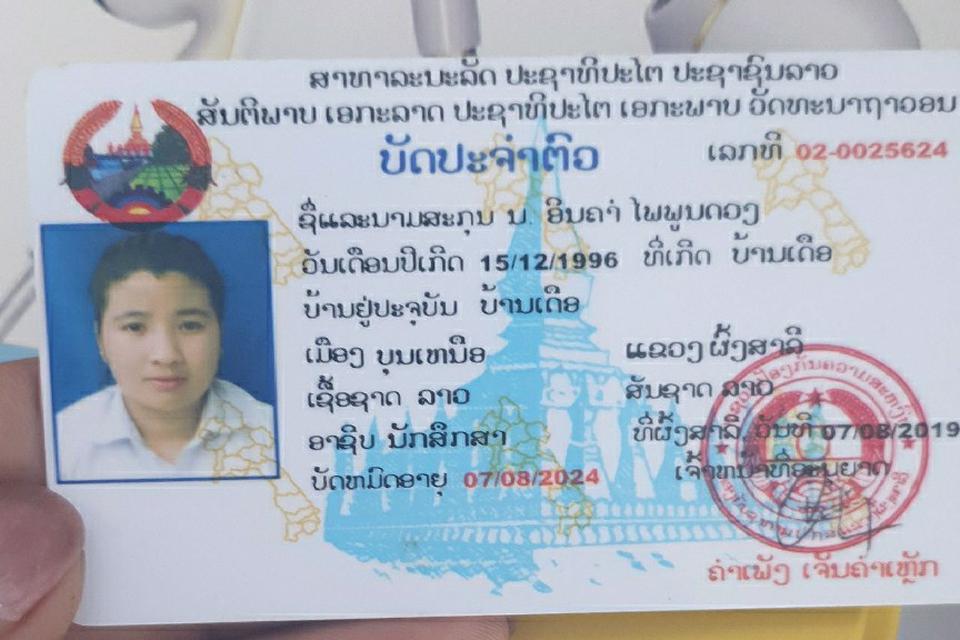 ສາທາລະນະລັດ ປະຊາທິປະໄຕ ປະຊາຊົນລາວ
ສັນຕິພາບ ເອກະລາດ ປະຊາທິປະໄຕ ເອກະພາບ ວັດທະນາຖາວອນ
ບັດປະຈຳຕົວ
ເລກທີ 02-0025624
ຊື່ແລະນາມສະກຸນ ນ. ອິນຄຳ ໄພພູນດອງ
ວັນເດືອນປີເກີດ 15/12/1996 ທີ່ເກີດ ບ້ານເດືອ
ບ້ານຢູ່ປະຈຸບັນ ບ້ານເດືອ
ເມືອງ ບຸນເຫນືອ ແຂວງ ຜົ້ງສາລີ
ເຊື້ອຊາດ ລາວ ສັນຊາດ ລາວ
ອາຊີບ ນັກສຶກສາ ທີ່ຜົ້ງສາລີ, ວັນທີ 07/08/2019
ບັດຫມົດອາຍຸ 07/08/2024 ເຈົ້າຫນ້າທີ່ອະນຸຍາດ
ຄຳເພັງ ເຈັນຄຳເຫຼັກ